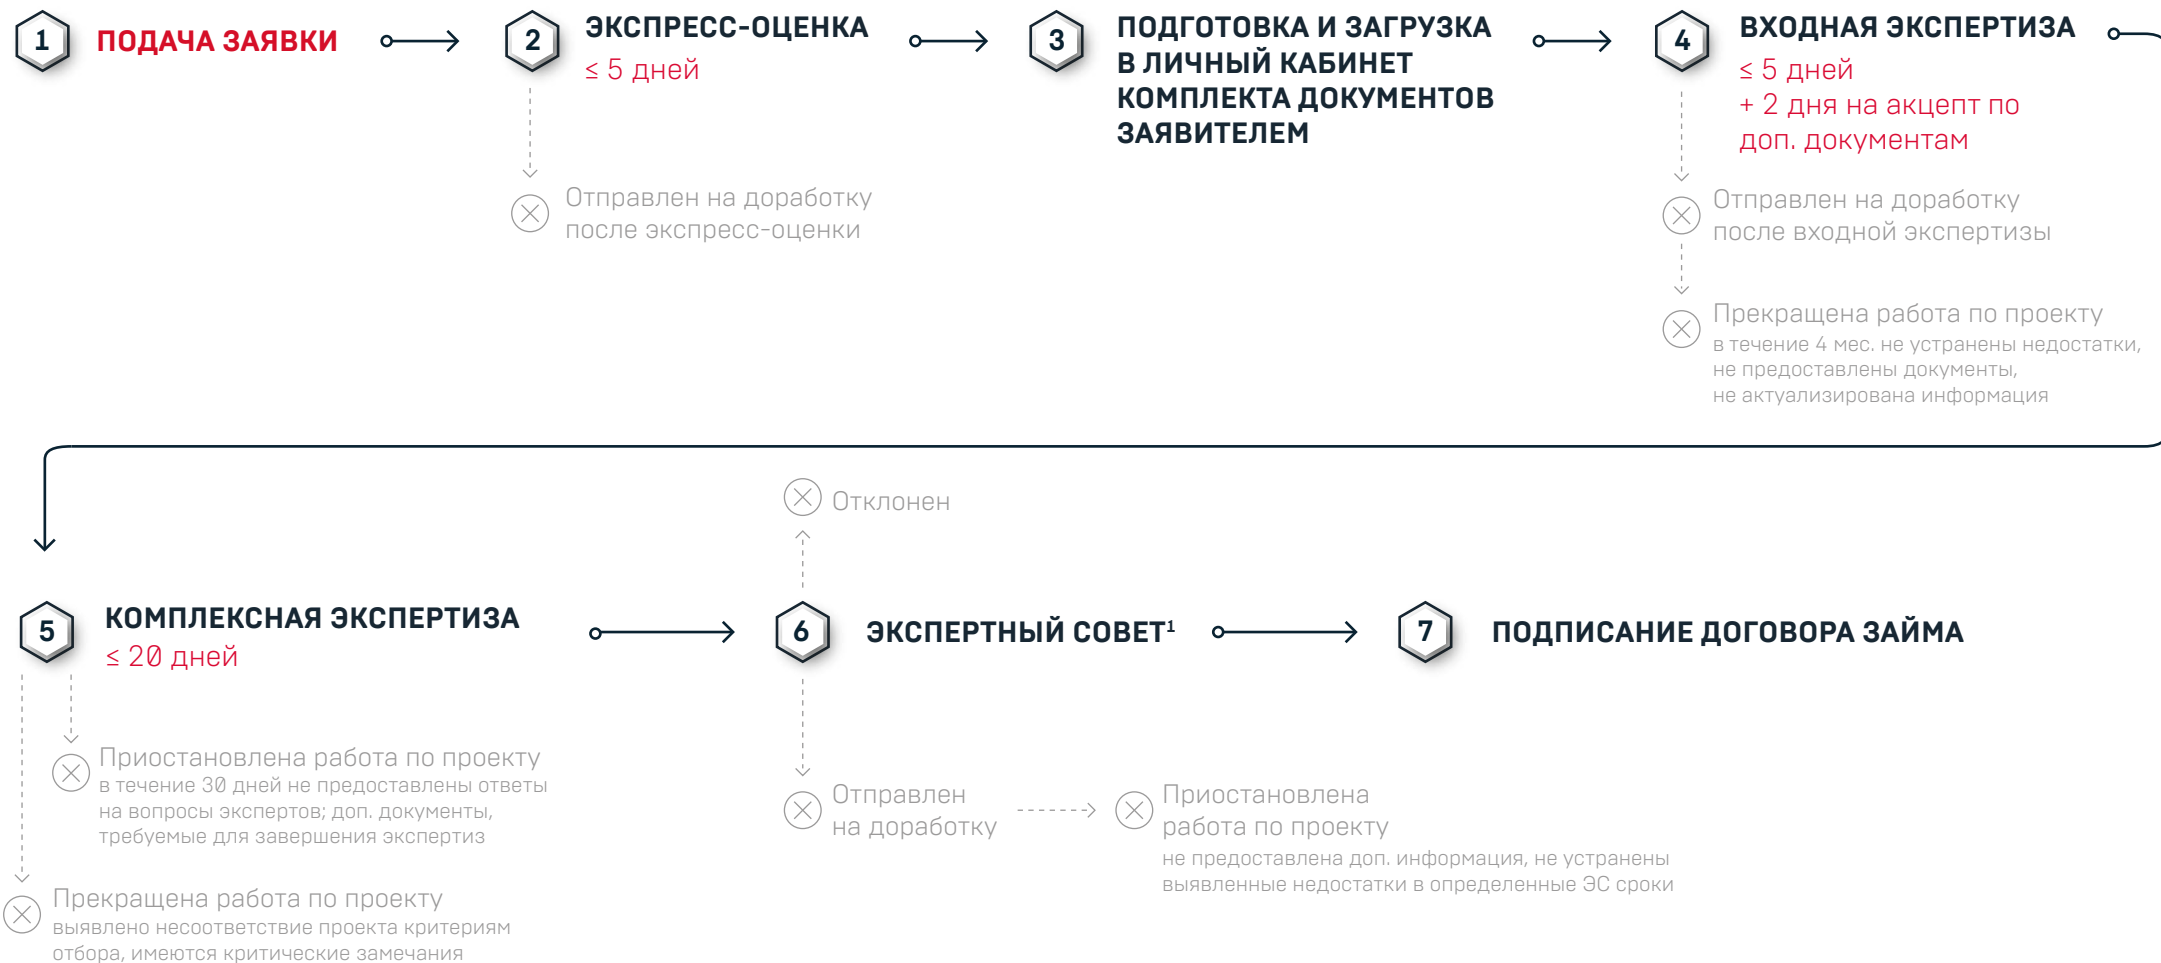 1
ПОДАЧА ЗАЯВКИ
2
ЭКСПРЕСС-ОЦЕНКА
≤ 5 дней
Отправлен на доработку
после экспресс-оценки
3
ПОДГОТОВКА И ЗАГРУЗКА
В ЛИЧНЫЙ КАБИНЕТ
КОМПЛЕКТА ДОКУМЕНТОВ
ЗАЯВИТЕЛЕМ
4
ВХОДНАЯ ЭКСПЕРТИЗА
≤ 5 дней
+ 2 дня на акцепт по
доп. документам
Отправлен на доработку
после входной экспертизы
Прекращена работа по проекту
в течение 4 мес. не устранены недостатки,
не предоставлены документы,
не актуализирована информация
5
КОМПЛЕКСНАЯ ЭКСПЕРТИЗА
≤ 20 дней
Приостановлена работа по проекту
в течение 30 дней не предоставлены ответы
на вопросы экспертов; доп. документы,
требуемые для завершения экспертиз
Прекращена работа по проекту
выявлено несоответствие проекта критериям
отбора, имеются критические замечания
Отклонен
6
ЭКСПЕРТНЫЙ СОВЕТ¹
Отправлен
на доработку
Приостановлена
работа по проекту
не предоставлена доп. информация, не устранены
выявленные недостатки в определенные ЭС сроки
7
ПОДПИСАНИЕ ДОГОВОРА ЗАЙМА